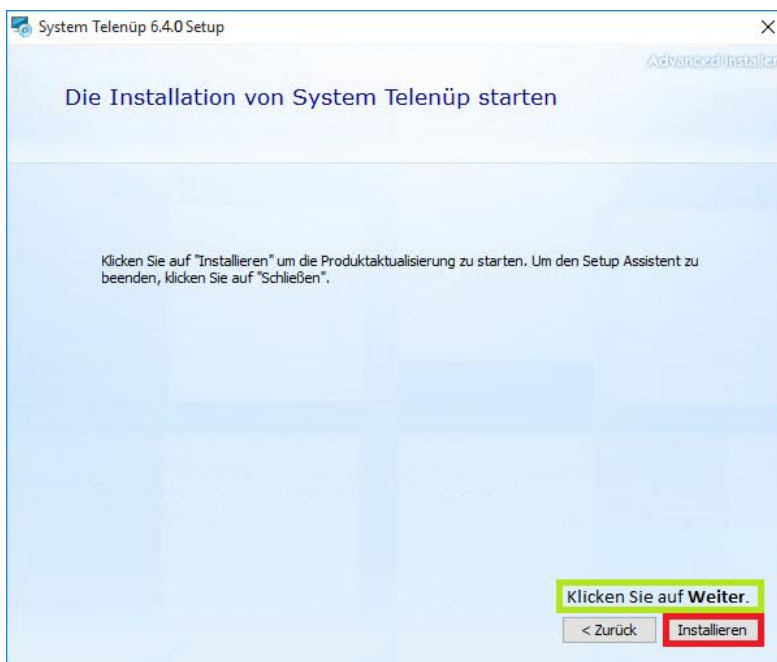 System Telenüp 6.4.0 Setup
Advanced Installer
Die Installation von System Telenüp starten
Klicken Sie auf "Installieren" um die Produktaktualisierung zu starten. Um den Setup Assistent zu
beenden, klicken Sie auf "Schließen".
Klicken Sie auf Weiter.
< Zurück
Installieren